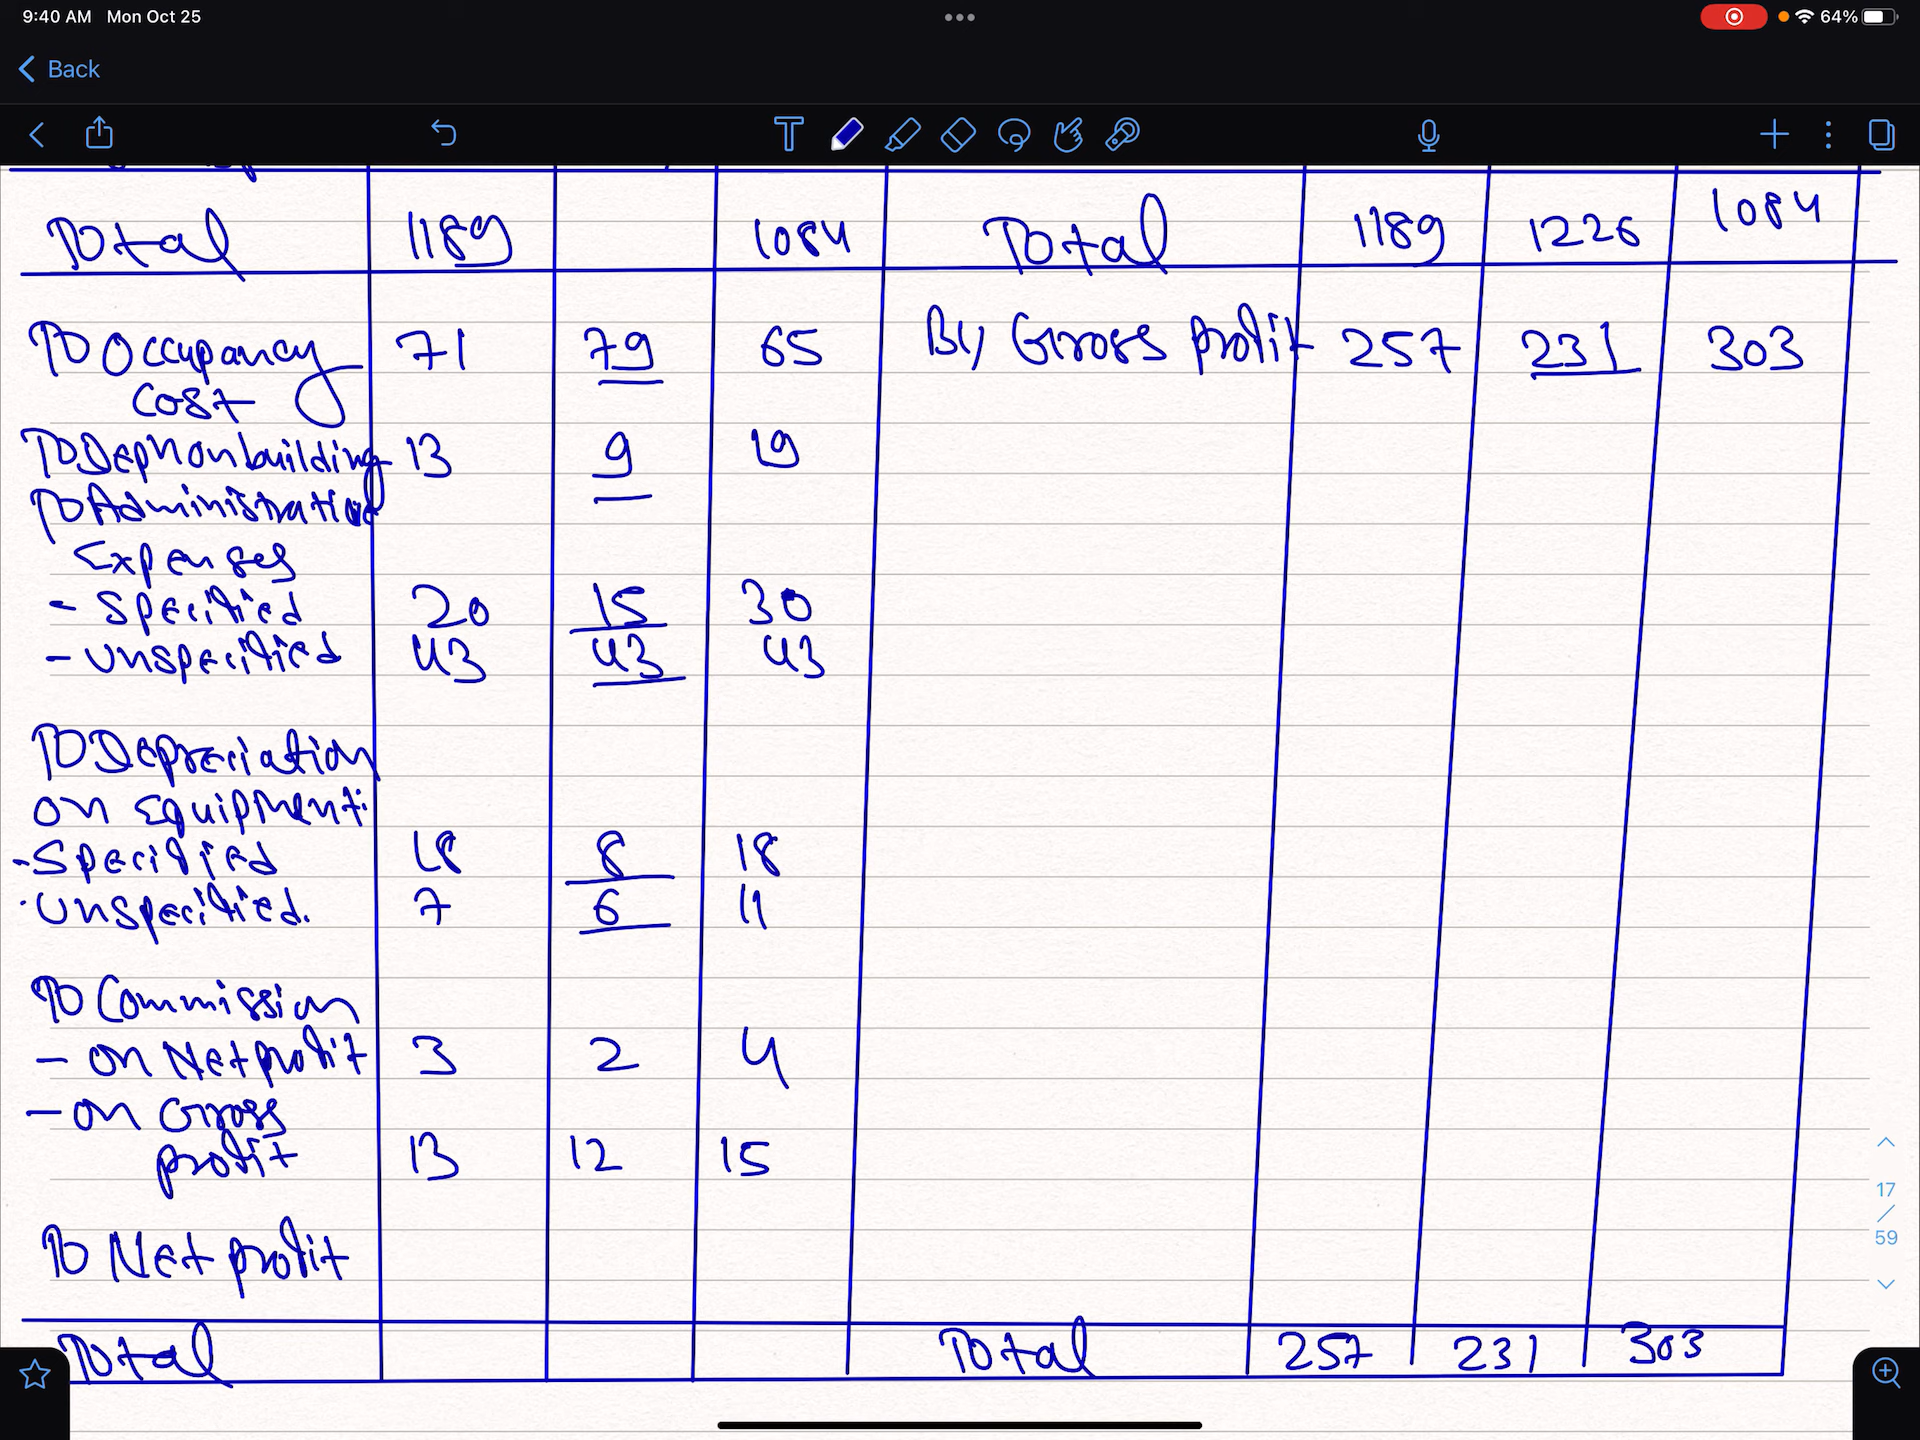 9:40 AM Mon Oct 25
64%
Back
Total 1189 1084 Total 1189 1226 1084
To Occupancy 71 79 65 By Gross profit 257 231 303
Cost
To Depn on building 13 9 19
To Administrative
Expenses
- Specified 20 15 30
- Unspecified 43 43 43
To Depreciation
on equipment:
- Specified 18 8 18
- Unspecified. 7 6 11
To Commission
- on Net profit 3 2 4
- on Gross
profit 13 12 15
To Net profit
Total Total 257 231 303
17
/
59